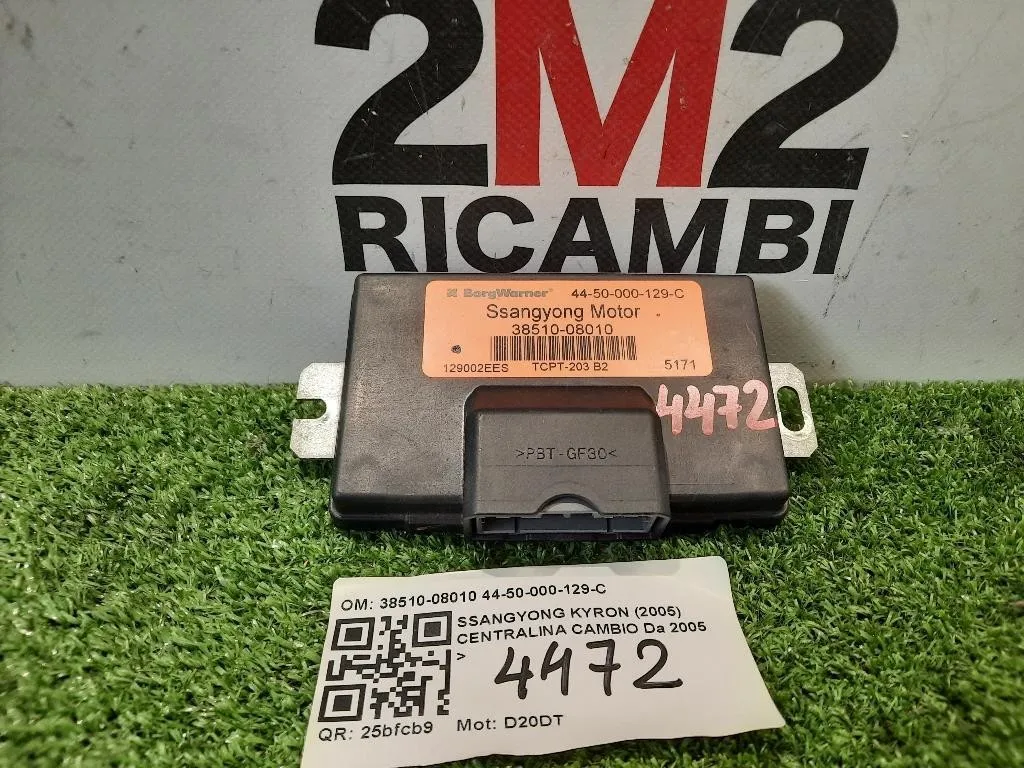 2M2
RICAMBI
BorgWarner 44-50-000-129-C
Ssangyong Motor
38510-08010
129002EES TCPT-203 B2 5171
4472
>PBT-GF30<
OM: 38510-08010 44-50-000-129-C
SSANGYONG KYRON (2005)
CENTRALINA CAMBIO Da 2005
>
4472
QR: 25bfcb9 Mot: D20DT